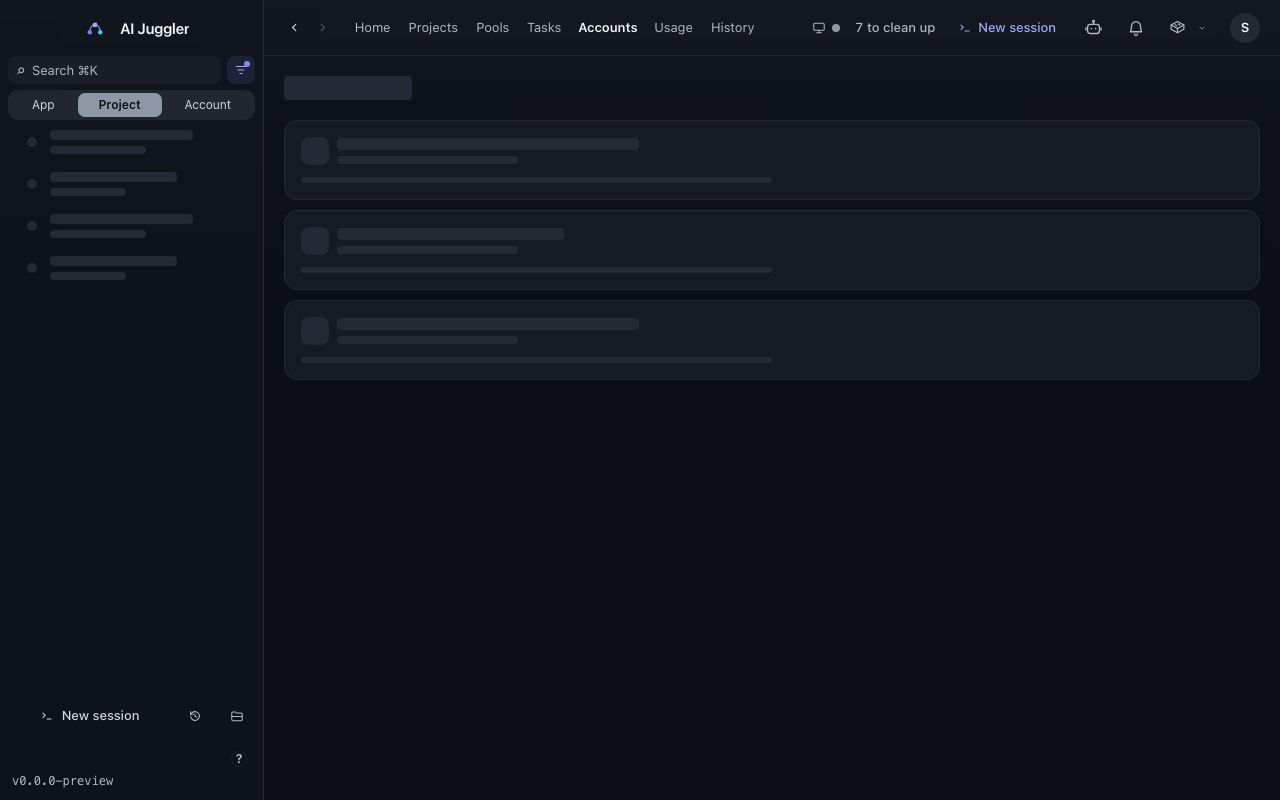 AI Juggler
Search ⌘K
App Project Account
New session
?
v0.0.0-preview
Home Projects Pools Tasks Accounts Usage History
7 to clean up
New session
S